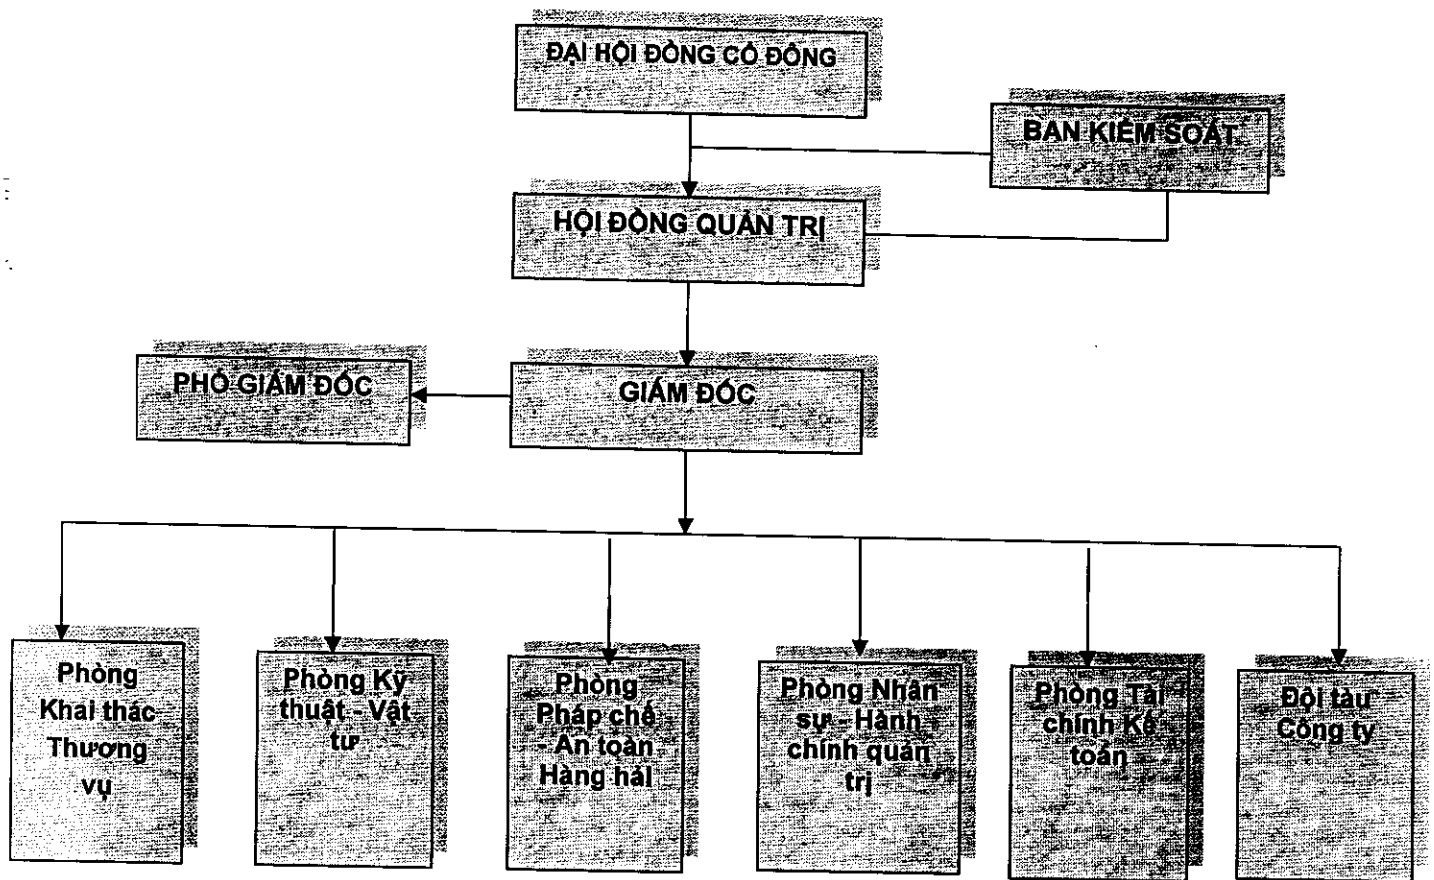 ĐẠI HỘI ĐỒNG CỔ ĐÔNG
BAN KIỂM SOÁT
HỘI ĐỒNG QUẢN TRỊ
PHÓ GIÁM ĐỐC
GIÁM ĐỐC
Phòng
Khai thác
Thương
vụ
Phòng Kỹ
thuật - Vật
tư
Phòng
Pháp chế
- An toàn
Hàng hải
Phòng Nhân
sự - Hành
chính quản
trị
Phòng Tài
chính Kế
toán
Đội tàu
Công ty